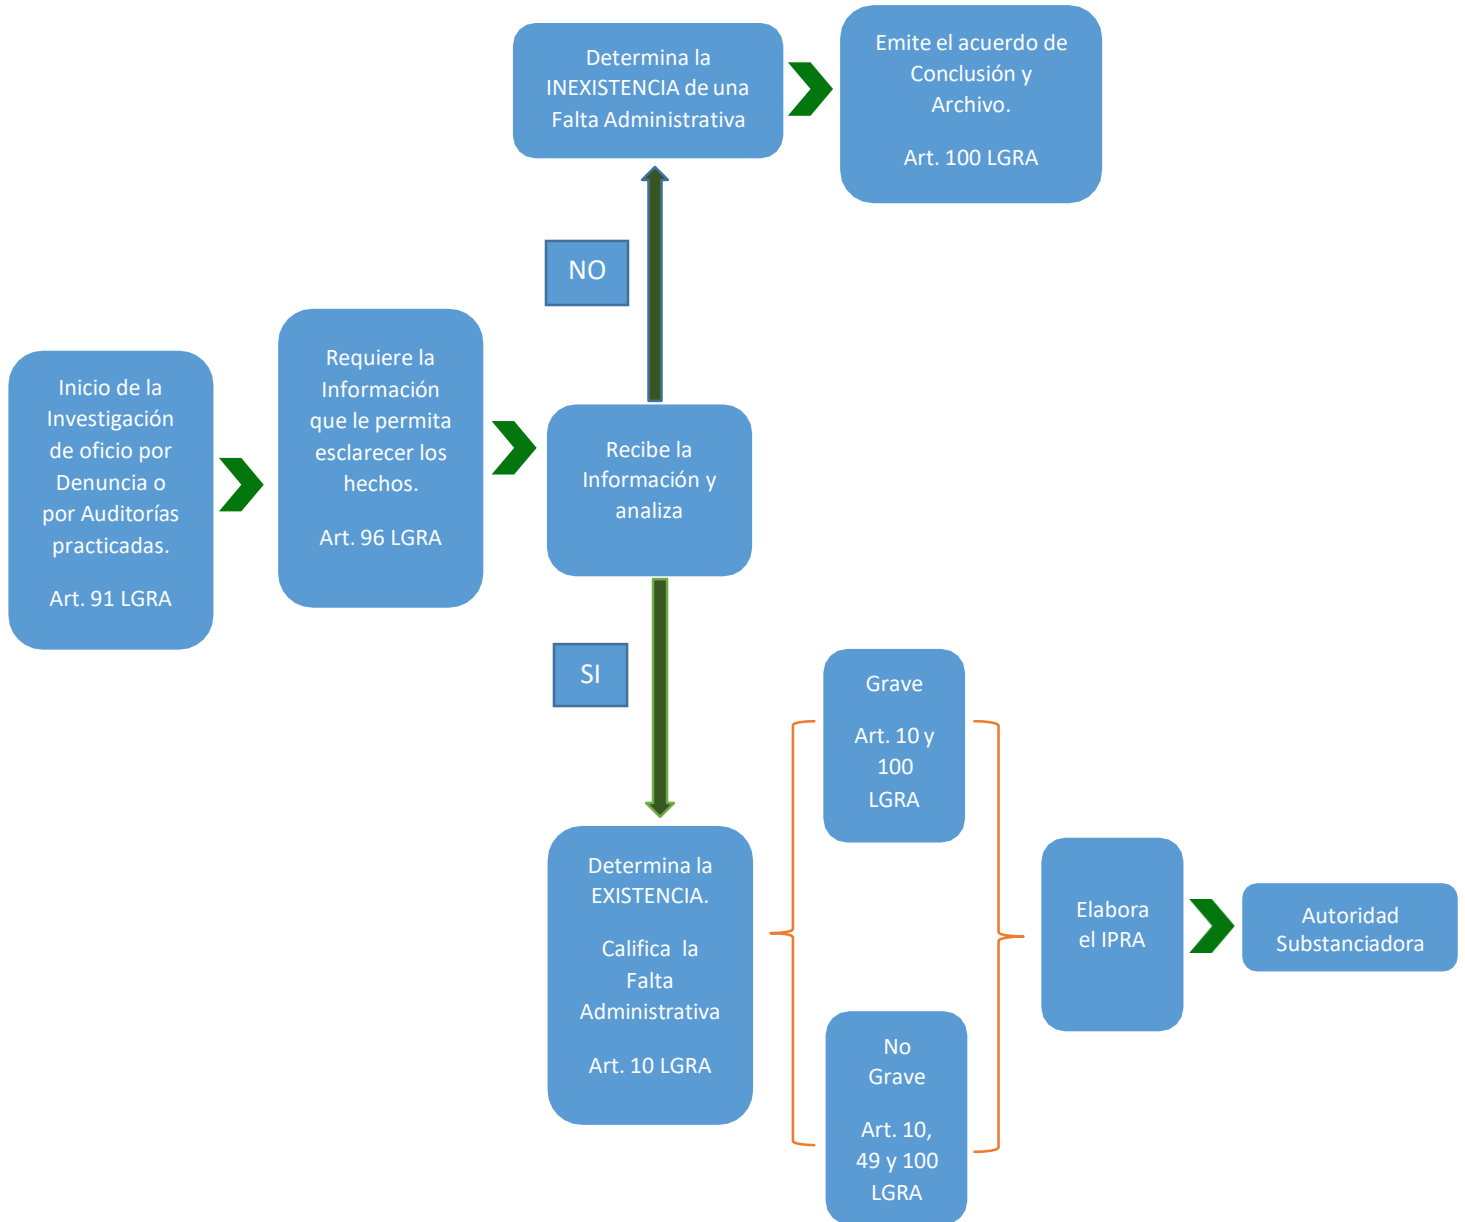 Determina la
INEXISTENCIA de una
Falta Administrativa
Emite el acuerdo de
Conclusión y
Archivo.
Art. 100 LGRA
NO
Inicio de la
Investigación
de oficio por
Denuncia o
por Auditorías
practicadas.
Art. 91 LGRA
Requiere la
Información
que le permita
esclarecer los
hechos.
Art. 96 LGRA
Recibe la
Información y
analiza
SI
Determina la
EXISTENCIA.
Califica la
Falta
Administrativa
Art. 10 LGRA
Grave
Art. 10 y
100
LGRA
No
Grave
Art. 10,
49 y 100
LGRA
Elabora
el IPRA
Autoridad
Substanciadora